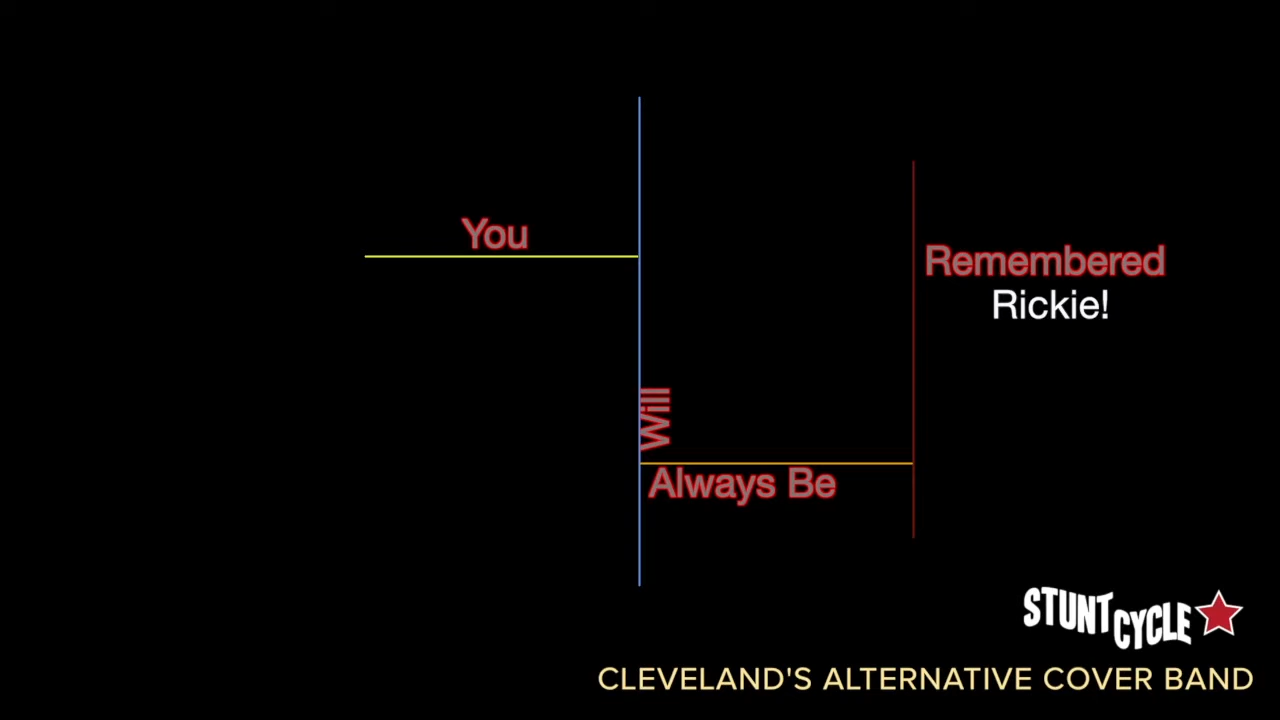 You
Will
Always Be
Remembered
Rickie!
STUNT CYCLE
CLEVELAND'S ALTERNATIVE COVER BAND